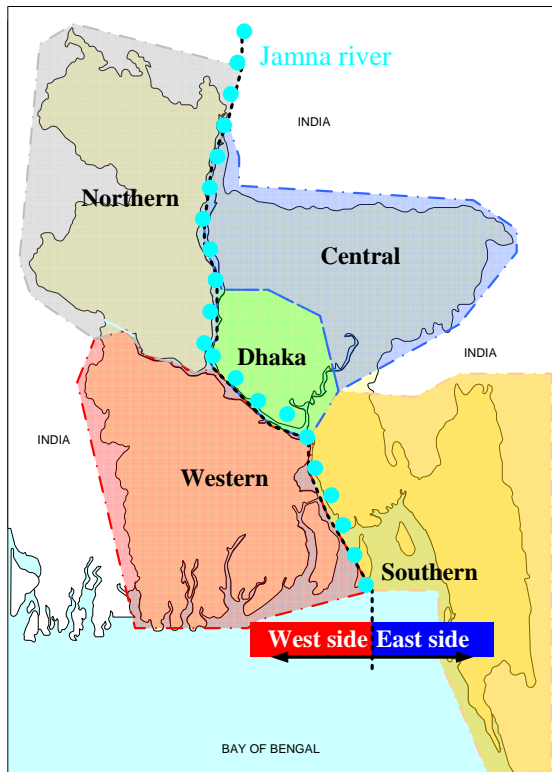 Jamna river
INDIA
Northern
Central
Dhaka
INDIA
INDIA
Western
Southern
West side
East side
BAY OF BENGAL